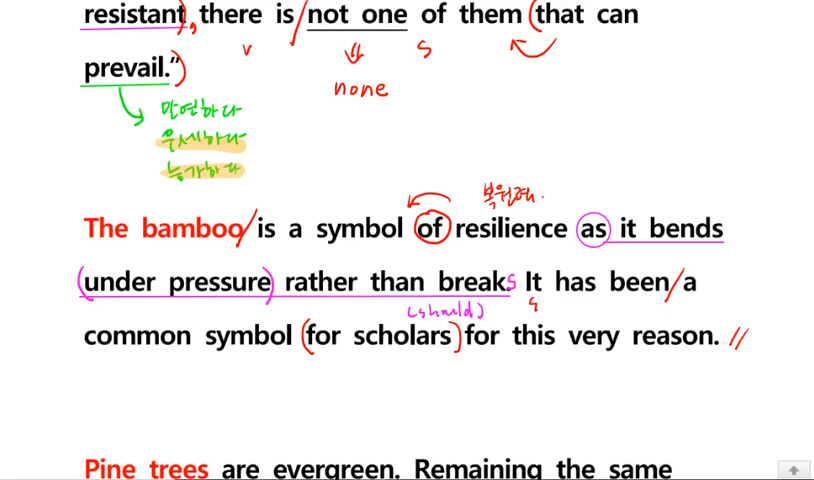 resistant), there is / not one of them (that can
v s
none
prevail.")
만연하다
우세하다
능가하다
복원력
The bamboo / is a symbol of resilience as it bends
(under pressure) rather than breaks It has been / a
(should) s
common symbol (for scholars) for this very reason. //
Pine trees are evergreen. Remaining the same